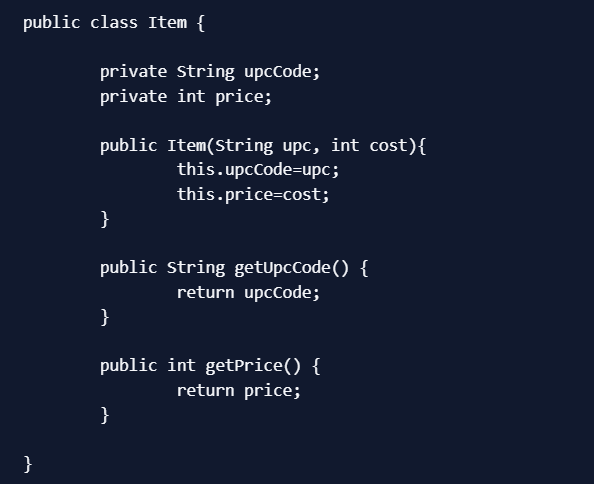 public class Item {
private String upcCode;
private int price;
public Item(String upc, int cost){
this.upcCode=upc;
this.price=cost;
}
public String getUpcCode() {
return upcCode;
}
public int getPrice() {
return price;
}
}